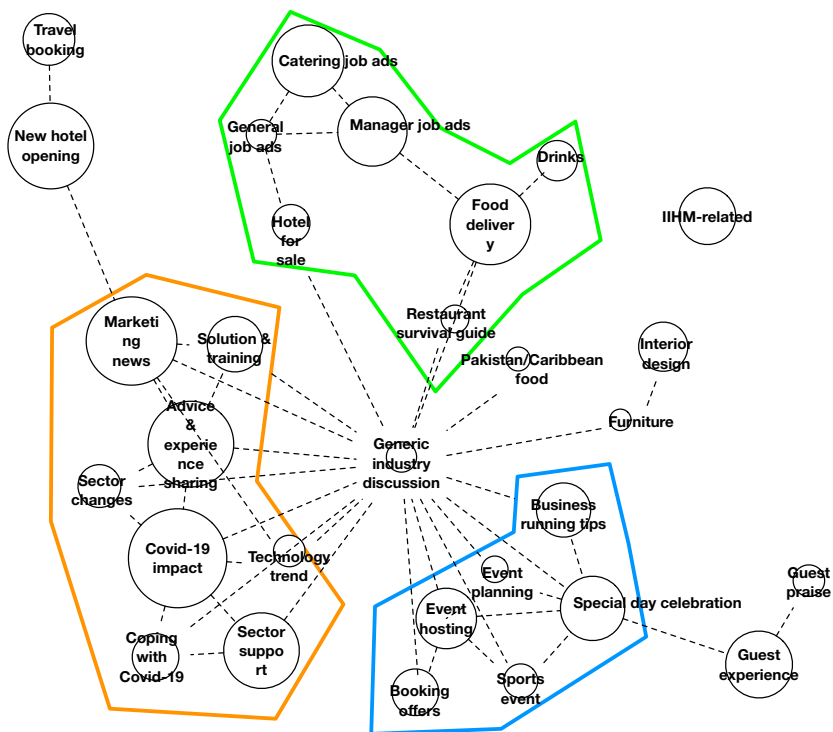 Travel
booking
New hotel
opening
Catering job ads
General
job ads
Manager job ads
Drinks
Hotel
for
sale
Food
deliver
y
IIHM-related
Restaurant
survival guide
Marketi
ng
news
Solution &
training
Pakistan/Caribbean
food
Interior
design
Furniture
Advice
&
experie
nce
sharing
Generic
industry
discussion
Sector
changes
Business
running tips
Covid-19
impact
Technology
trend
Event
planning
Guest
praise
Event
hosting
Special day celebration
Coping
with
Covid-19
Sector
suppo
rt
Booking
offers
Sports
event
Guest
experience